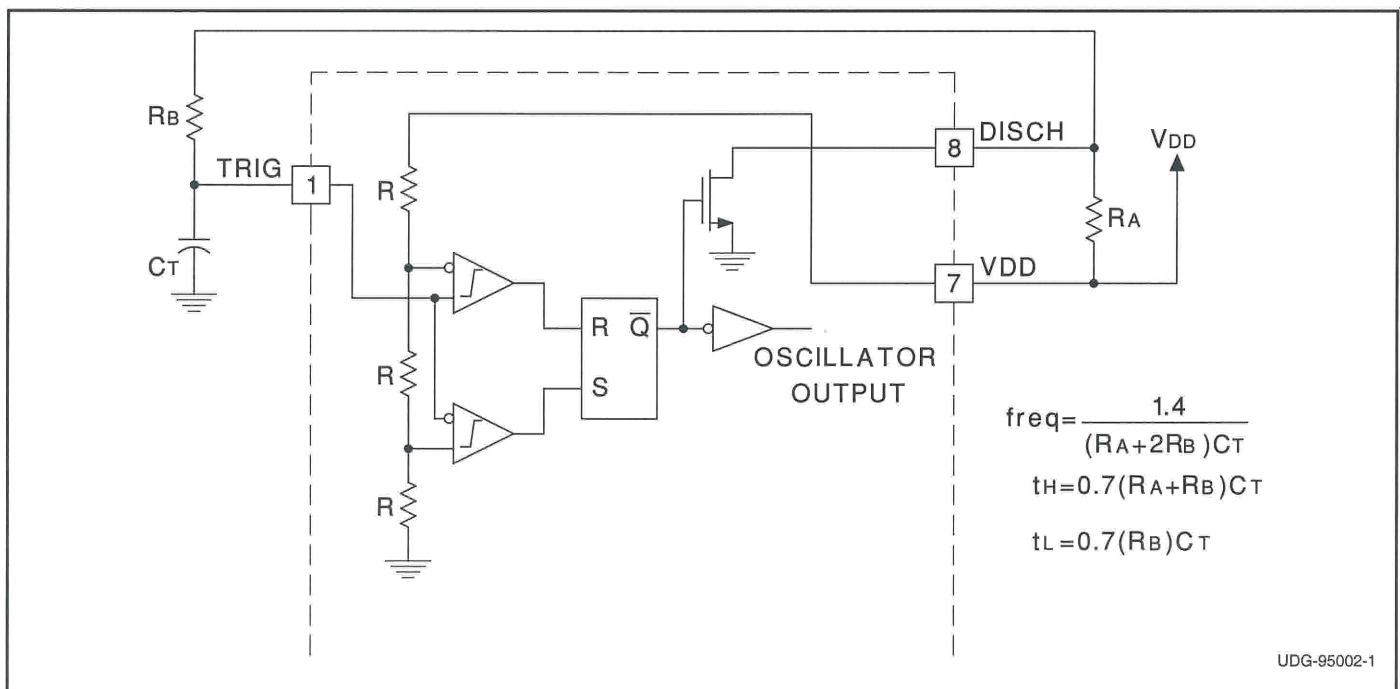 RB
TRIG
1
CT
R
R
R
R
Q̅
S
8
DISCH
VDD
RA
7
VDD
OSCILLATOR
OUTPUT
freq=1.4/(RA+2RB)CT
tH=0.7(RA+RB)CT
tL=0.7(RB)CT
UDG-95002-1